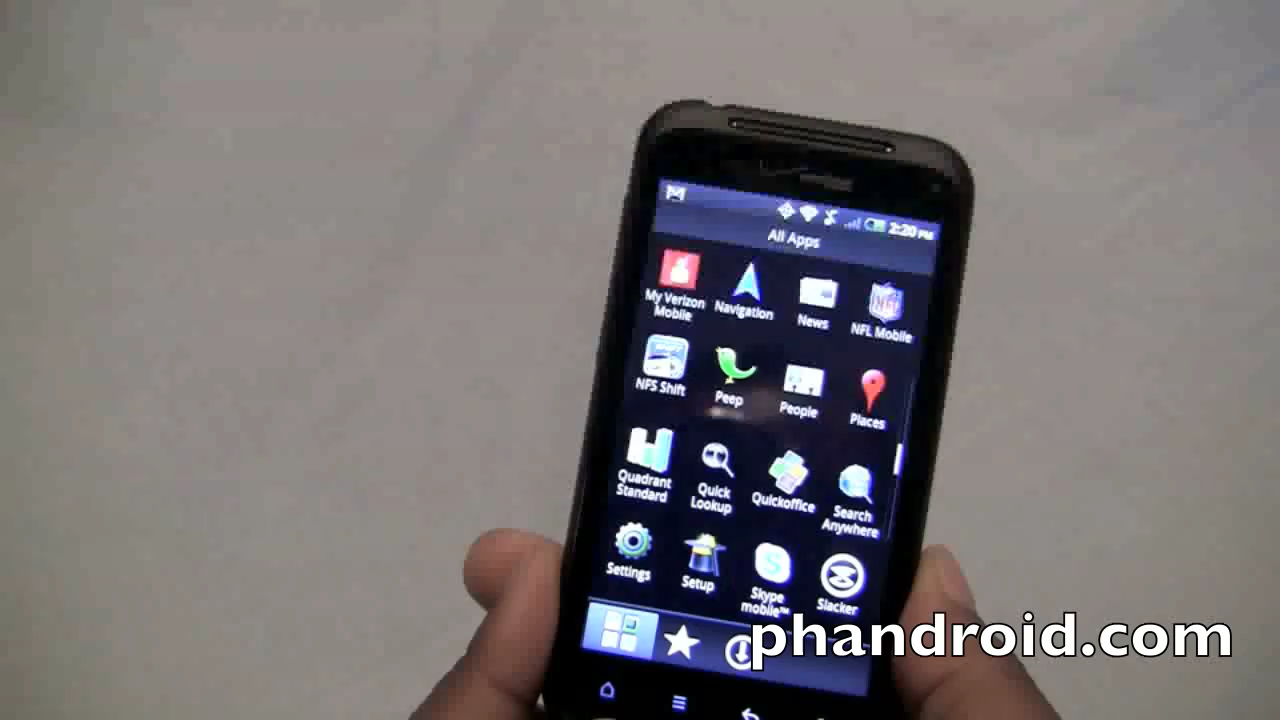 2:20 PM
All Apps
My Verizon
Mobile
Navigation
News
NFL Mobile
NFS Shift
Peep
People
Places
Quadrant
Standard
Quick
Lookup
Quickoffice
Search
Anywhere
Settings
Setup
Skype
mobile™
Slacker
phandroid.com